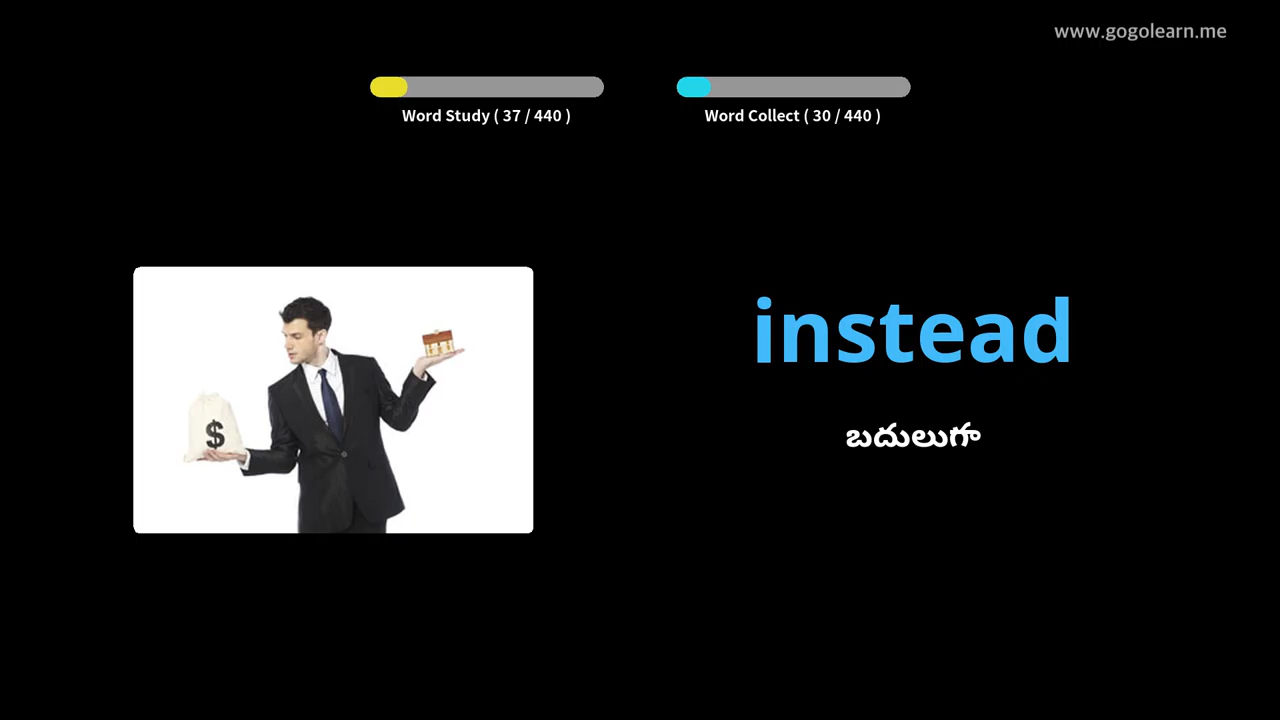 www.gogolearn.me
Word Study ( 37 / 440 )
Word Collect ( 30 / 440 )
$
instead
బదులుగా